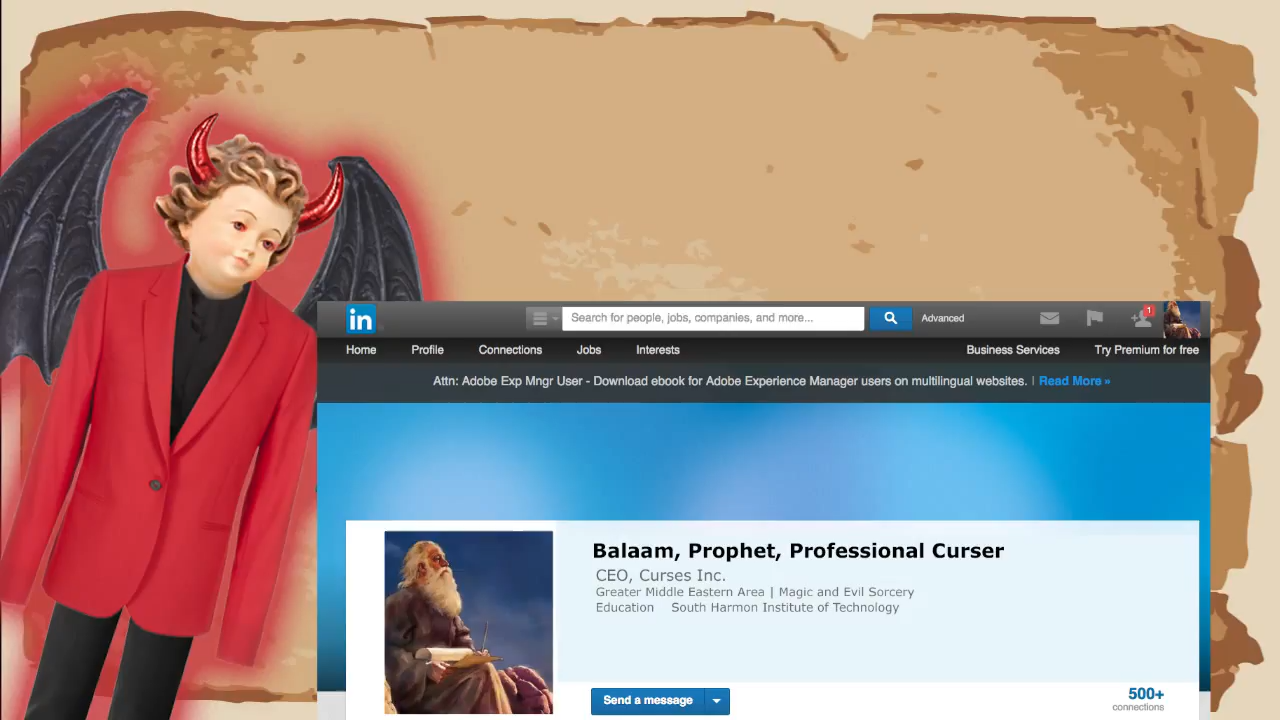 in Search for people, jobs, companies, and more... Advanced 1
Home Profile Connections Jobs Interests Business Services Try Premium for free
Attn: Adobe Exp Mngr User - Download ebook for Adobe Experience Manager users on multilingual websites. | Read More »
Balaam, Prophet, Professional Curser
CEO, Curses Inc.
Greater Middle Eastern Area | Magic and Evil Sorcery
Education South Harmon Institute of Technology
Send a message 500+
connections